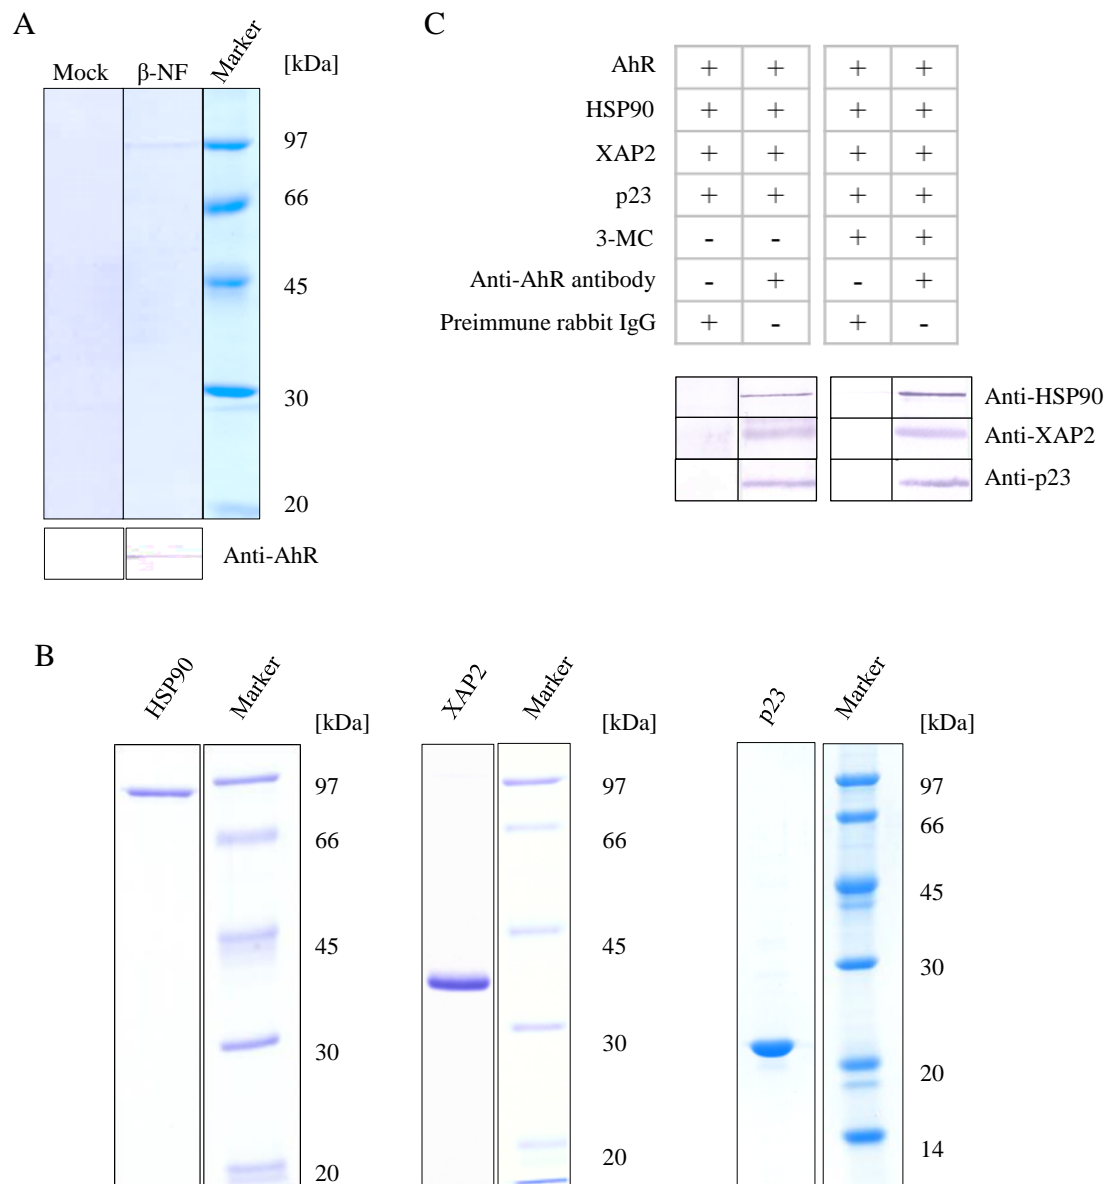 A
Mock β-NF Marker [kDa]
97
66
45
30
20
Anti-AhR
C
AhR + + + +
HSP90 + + + +
XAP2 + + + +
p23 + + + +
3-MC - - + +
Anti-AhR antibody - + - +
Preimmune rabbit IgG + - + -
Anti-HSP90
Anti-XAP2
Anti-p23
B
HSP90 Marker [kDa]
97
66
45
30
20
XAP2 Marker [kDa]
97
66
45
30
20
p23 Marker [kDa]
97
66
45
30
20
14